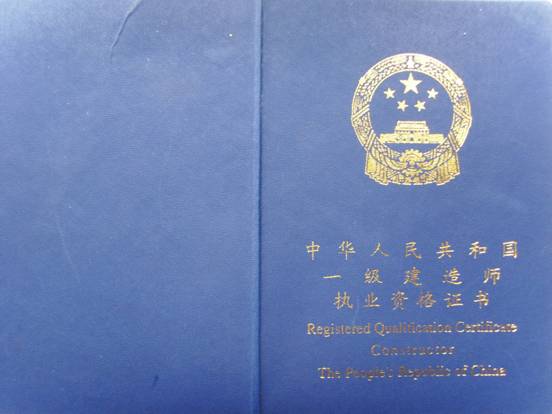 中华人民共和国
一级建造师
执业资格证书
Registered Qualification Certificate
Constructor
The People's Republic of China